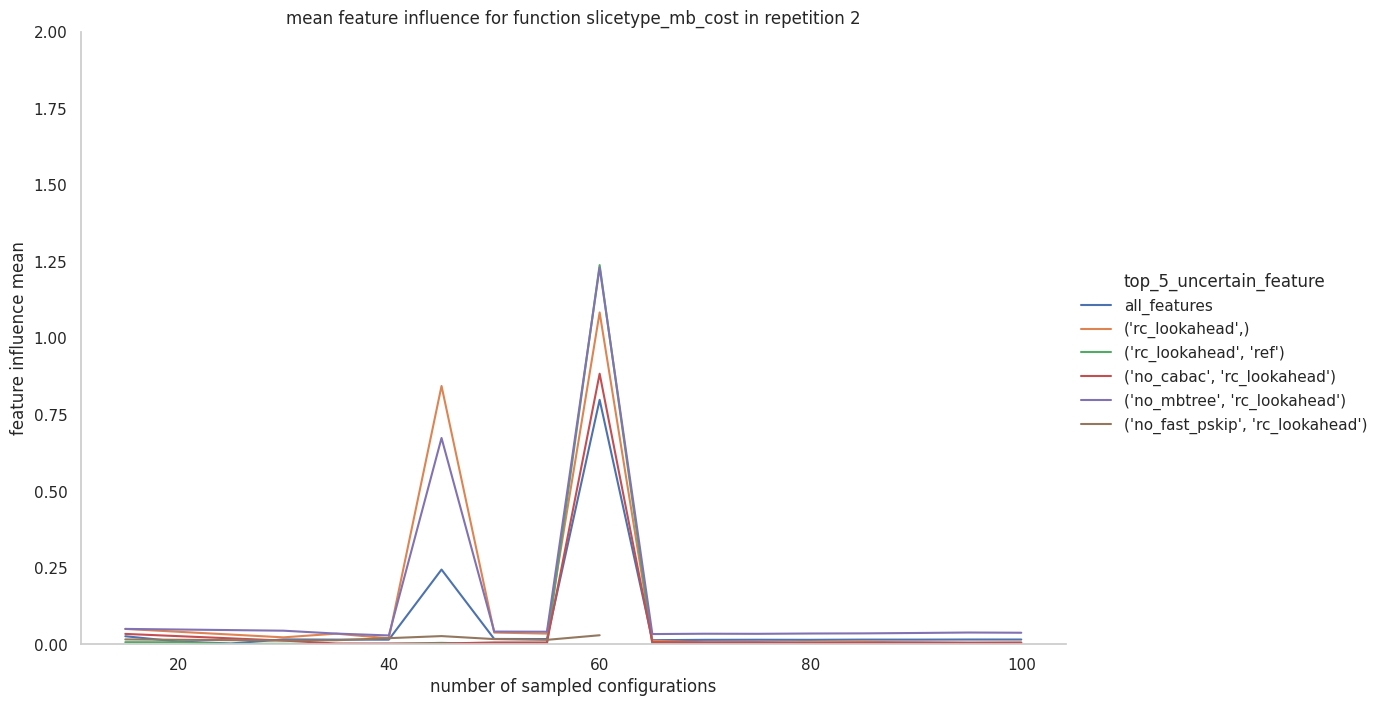 mean feature influence for function slicetype_mb_cost in repetition 2
2.00
1.75
1.50
1.25
1.00
0.75
0.50
0.25
0.00
feature influence mean
20
40
60
80
100
number of sampled configurations
top_5_uncertain_feature
all_features
('rc_lookahead',)
('rc_lookahead', 'ref')
('no_cabac', 'rc_lookahead')
('no_mbtree', 'rc_lookahead')
('no_fast_pskip', 'rc_lookahead')